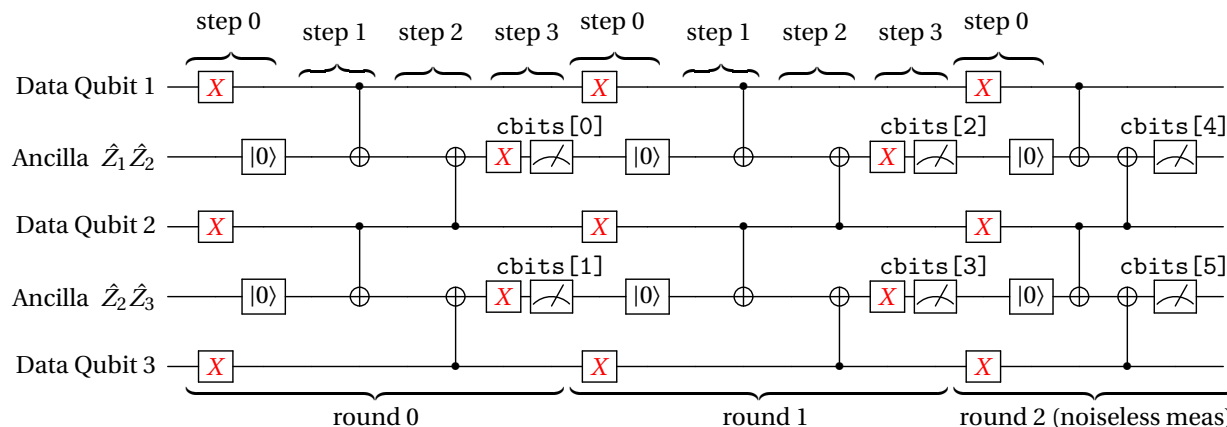 step 0 step 0 step 0
step 1 step 2 step 3 step 1 step 2 step 3
Data Qubit 1 X X X
cbits[0] cbits[2] cbits[4]
Ancilla Ẑ₁Ẑ₂ |0⟩ X |0⟩ X |0⟩
Data Qubit 2 X X X
cbits[1] cbits[3] cbits[5]
Ancilla Ẑ₂Ẑ₃ |0⟩ X |0⟩ X |0⟩
Data Qubit 3 X X X
round 0 round 1 round 2 (noiseless meas)